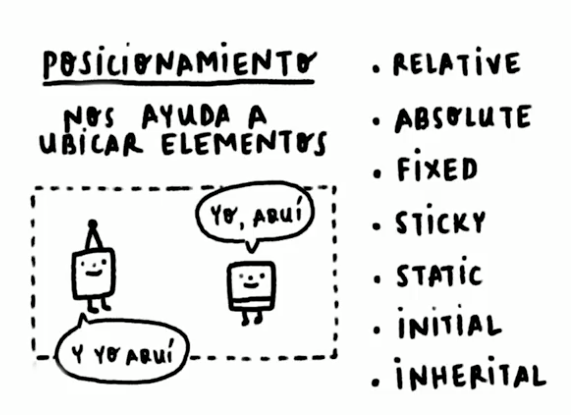 POSICIONAMIENTO
NOS AYUDA A
UBICAR ELEMENTOS
YO, AQUÍ
Y YO AQUÍ
• RELATIVE
• ABSOLUTE
• FIXED
• STICKY
• STATIC
• INITIAL
• INHERITAL